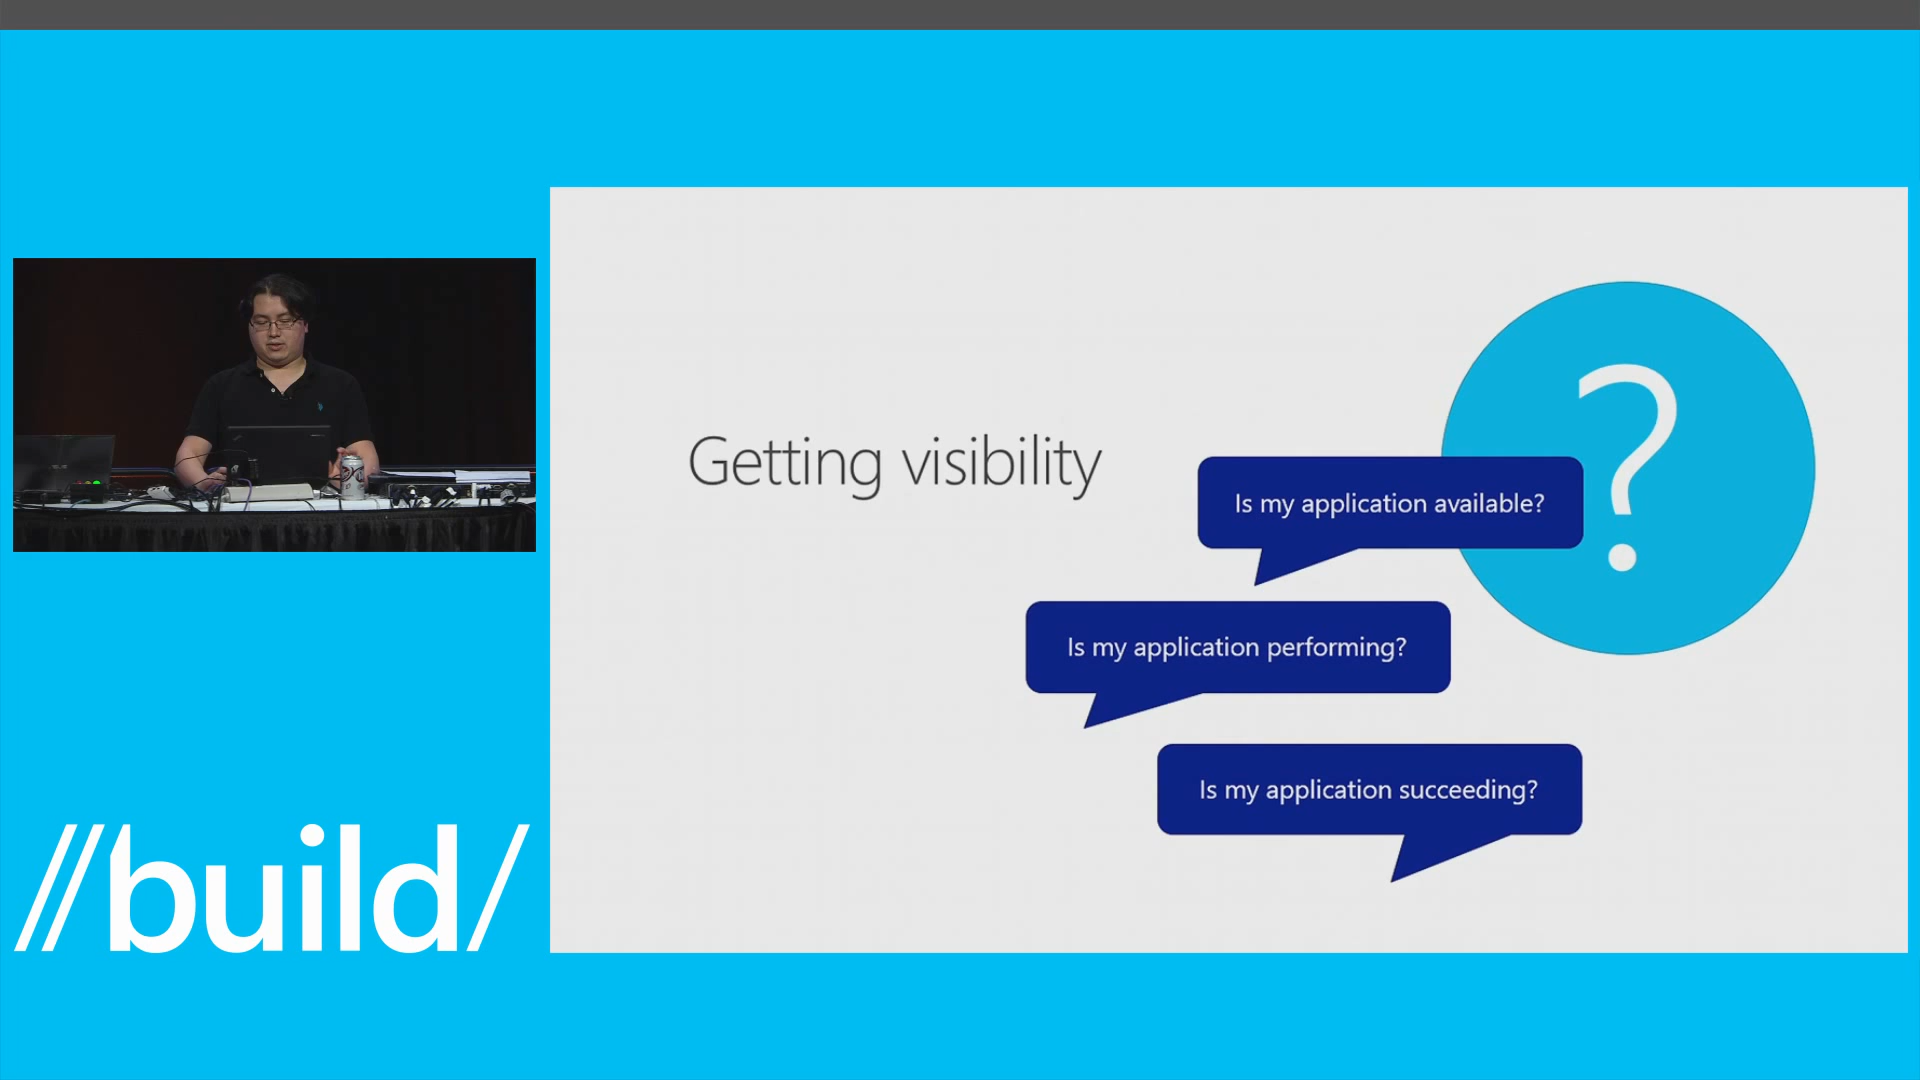 Getting visibility
?
Is my application available?
Is my application performing?
Is my application succeeding?
//build/